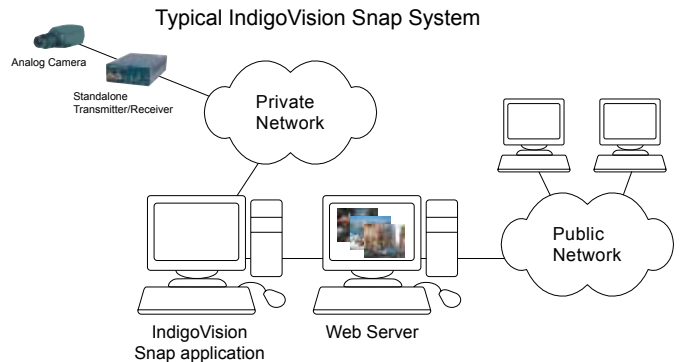 Typical IndigoVision Snap System
Analog Camera
Standalone
Transmitter/Receiver
Private
Network
Public
Network
IndigoVision
Snap application
Web Server